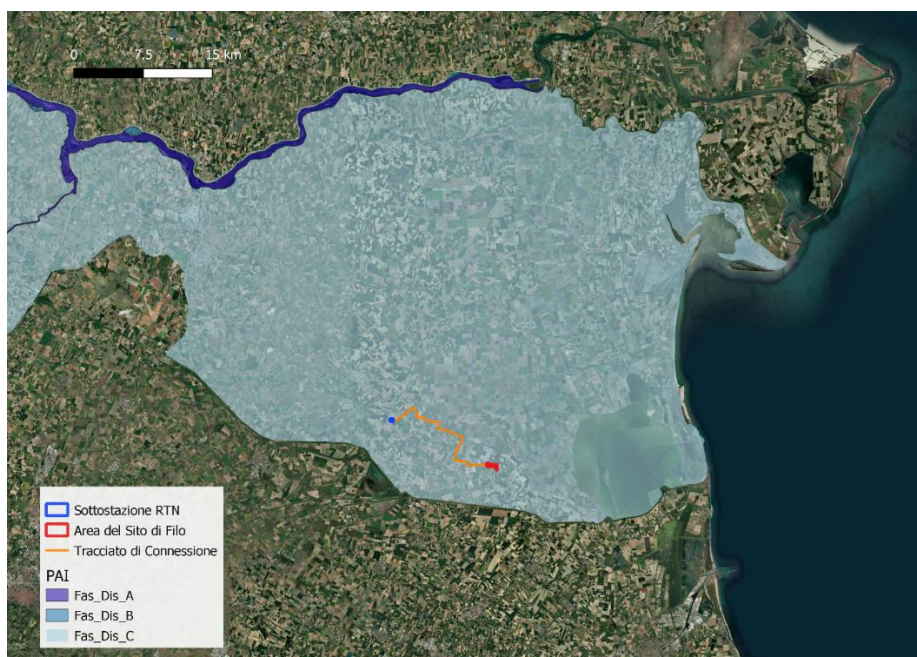 0 7.5 15 km
Sottostazione RTN
Area del Sito di Filo
Tracciato di Connessione
PAI
Fas_Dis_A
Fas_Dis_B
Fas_Dis_C